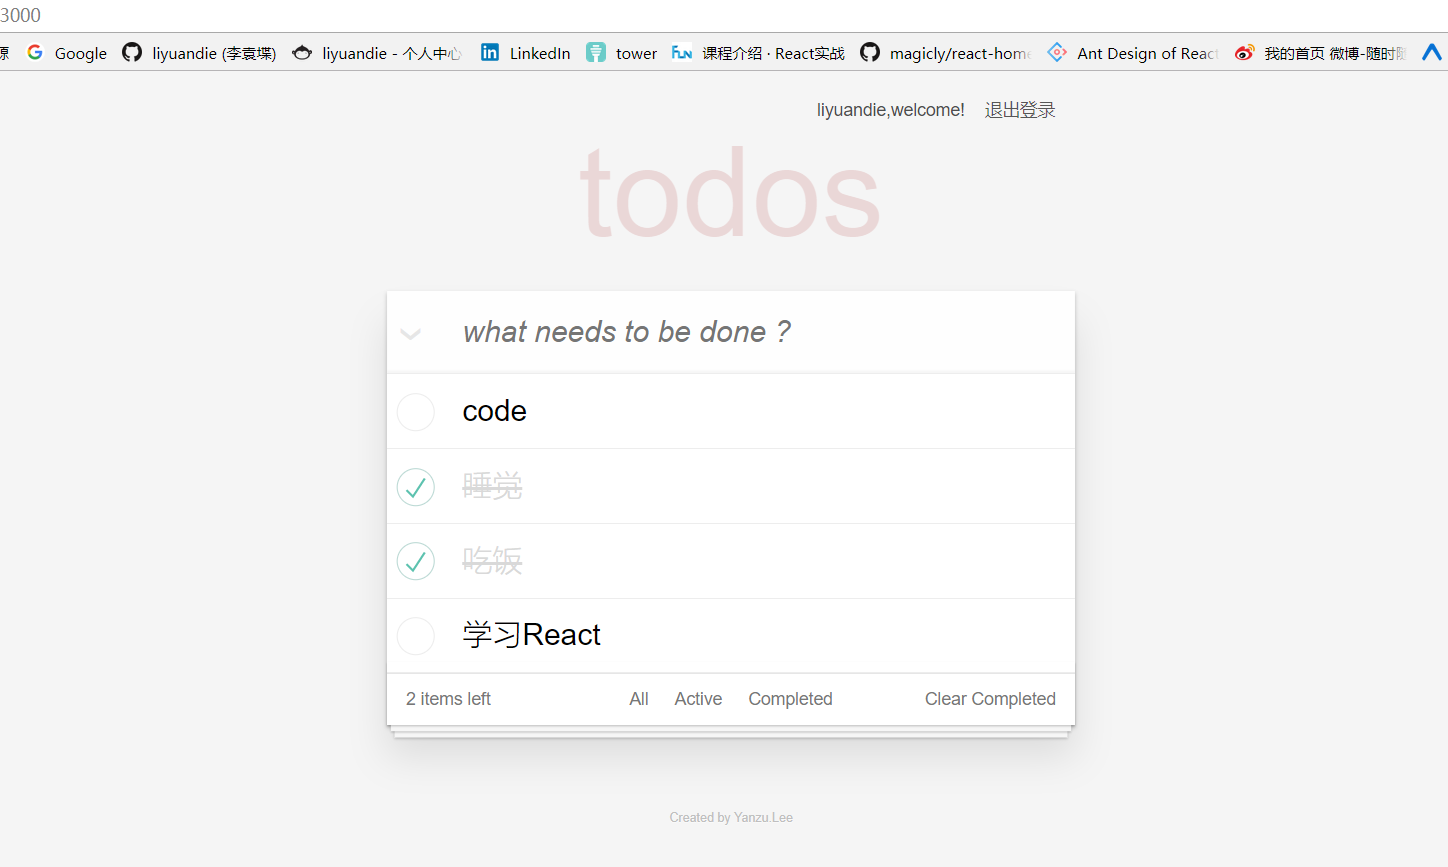 3000
源 Google liyuandie (李袁堞) liyuandie - 个人中心 LinkedIn tower 课程介绍 · React实战 magicly/react-home Ant Design of React 我的首页 微博-随时随
liyuandie,welcome! 退出登录
todos
what needs to be done ?
code
睡觉
吃饭
学习React
2 items left All Active Completed Clear Completed
Created by Yanzu.Lee